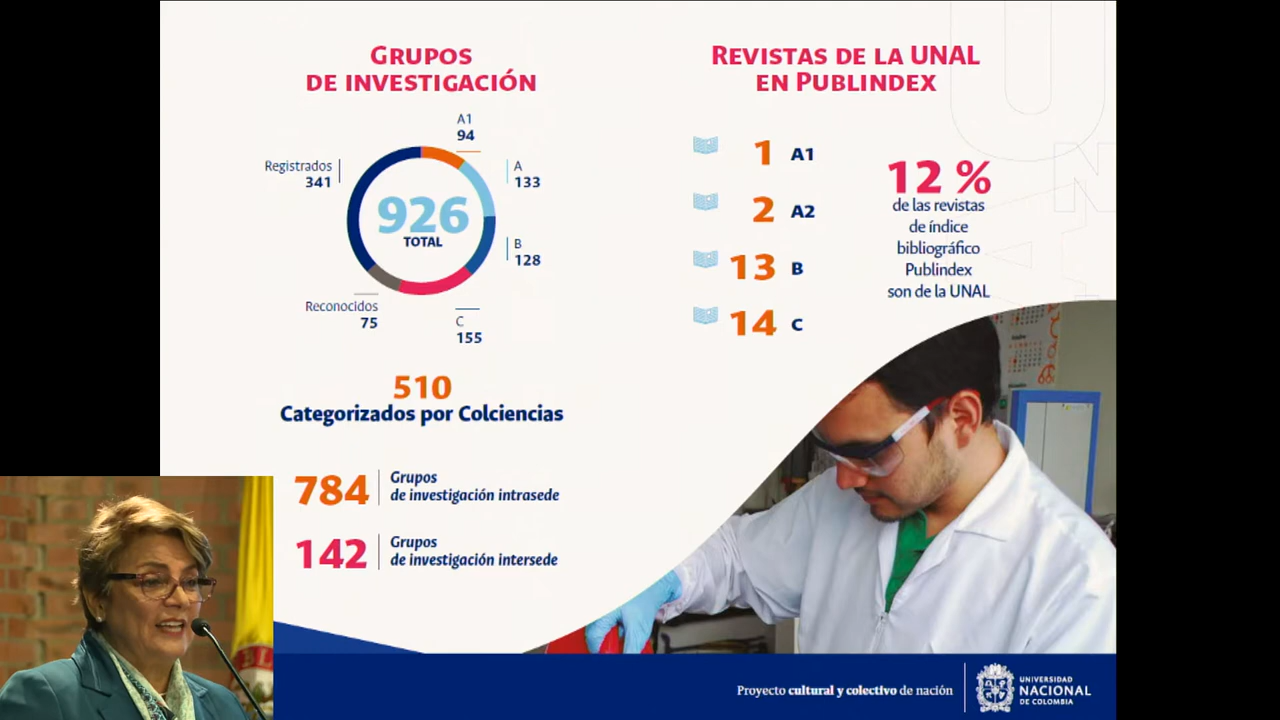 GRUPOS
DE INVESTIGACIÓN
A1
94
A
133
B
128
C
155
Reconocidos
75
Registrados
341
926
TOTAL
510
Categorizados por Colciencias
784
Grupos
de investigación intrasede
142
Grupos
de investigación intersede
REVISTAS DE LA UNAL
EN PUBLINDEX
1 A1
2 A2
13 B
14 C
12 %
de las revistas
de índice
bibliográfico
Publindex
son de la UNAL
Proyecto cultural y colectivo de nación
UNIVERSIDAD
NACIONAL
DE COLOMBIA